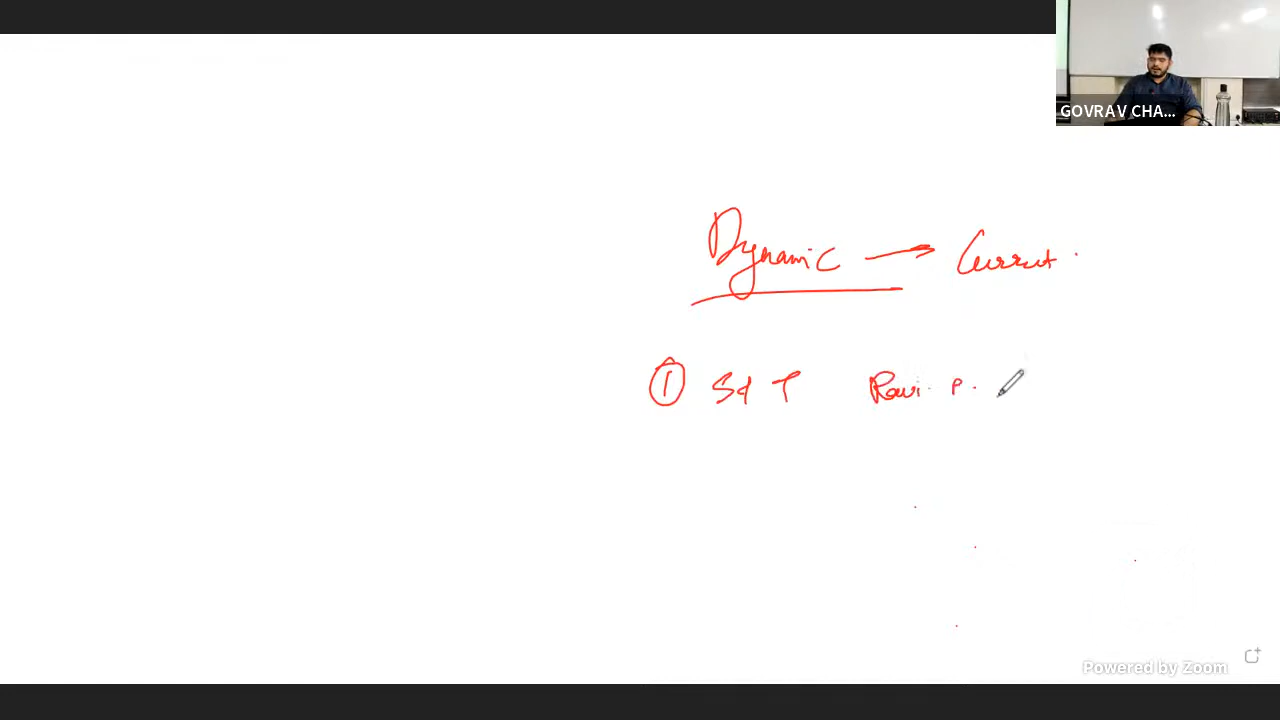 GOVRAV CHA...
Dynamic → Current.
① Sd T Ravi. P.
Powered by Zoom